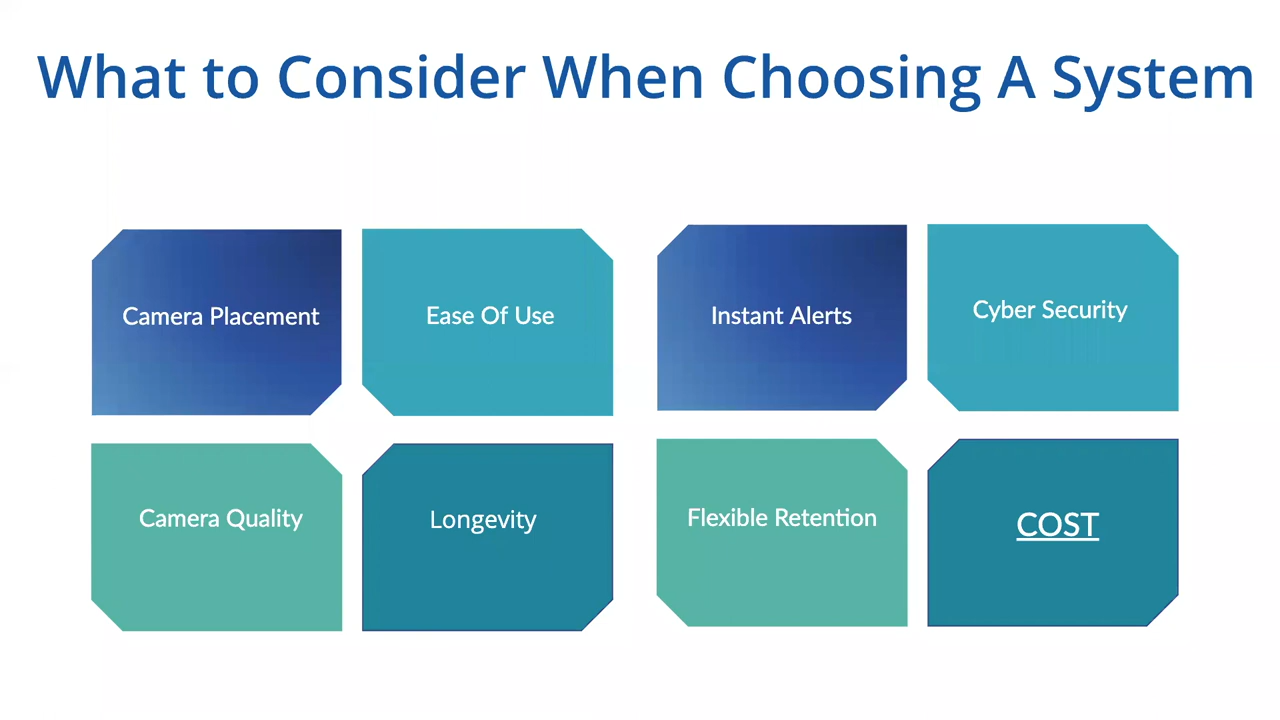 What to Consider When Choosing A System
Camera Placement
Ease Of Use
Instant Alerts
Cyber Security
Camera Quality
Longevity
Flexible Retention
COST